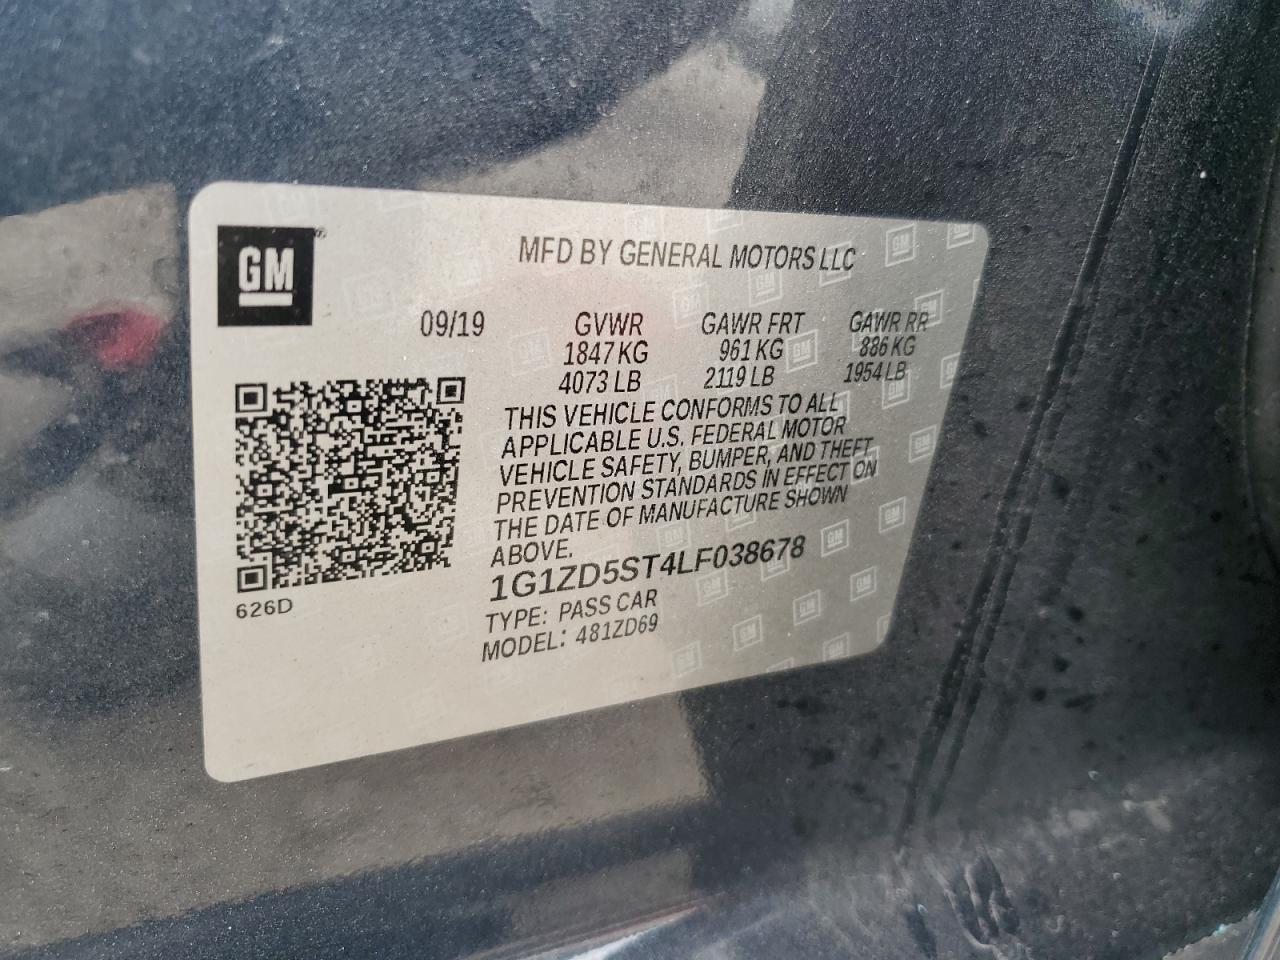 GM
MFD BY GENERAL MOTORS LLC
09/19 GVWR GAWR FRT GAWR RR
1847 KG 961 KG 886 KG
4073 LB 2119 LB 1954 LB
THIS VEHICLE CONFORMS TO ALL
APPLICABLE U.S. FEDERAL MOTOR
VEHICLE SAFETY, BUMPER, AND THEFT
PREVENTION STANDARDS IN EFFECT ON
THE DATE OF MANUFACTURE SHOWN
ABOVE.
1G1ZD5ST4LF038678
TYPE: PASS CAR
MODEL: 481ZD69
626D